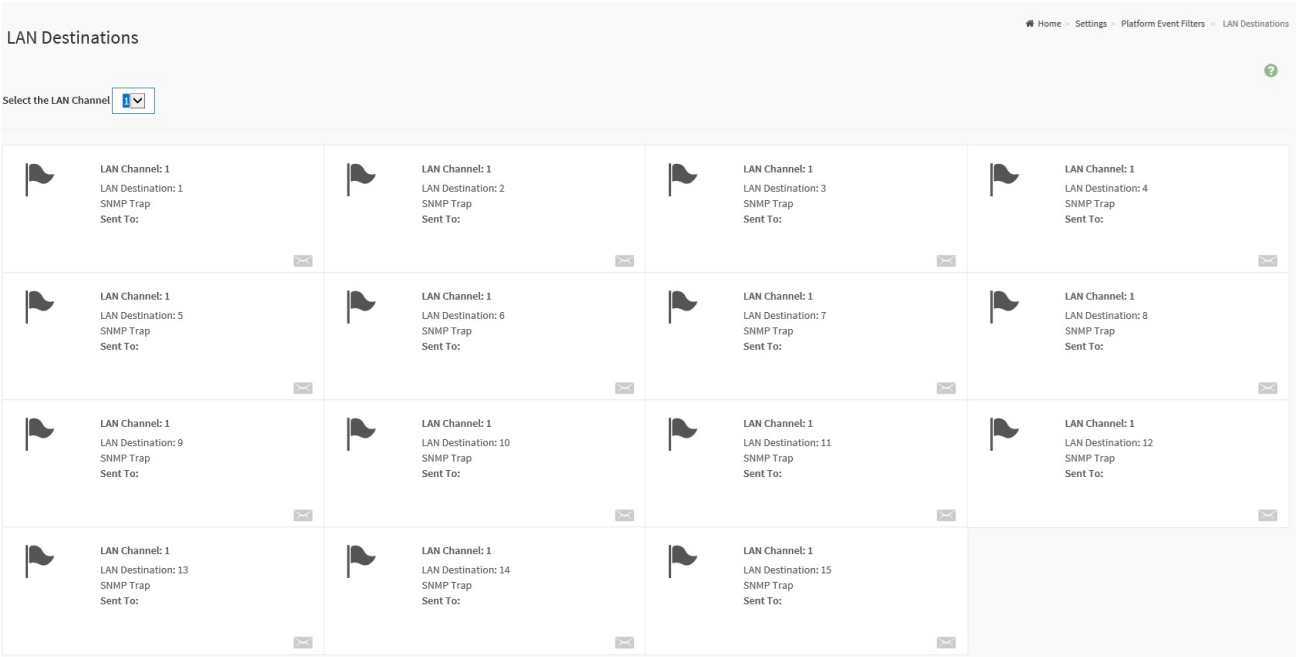 Home > Settings > Platform Event Filters > LAN Destinations
LAN Destinations
Select the LAN Channel 1
LAN Channel: 1
LAN Destination: 1
SNMP Trap
Sent To:
LAN Channel: 1
LAN Destination: 2
SNMP Trap
Sent To:
LAN Channel: 1
LAN Destination: 3
SNMP Trap
Sent To:
LAN Channel: 1
LAN Destination: 4
SNMP Trap
Sent To:
LAN Channel: 1
LAN Destination: 5
SNMP Trap
Sent To:
LAN Channel: 1
LAN Destination: 6
SNMP Trap
Sent To:
LAN Channel: 1
LAN Destination: 7
SNMP Trap
Sent To:
LAN Channel: 1
LAN Destination: 8
SNMP Trap
Sent To:
LAN Channel: 1
LAN Destination: 9
SNMP Trap
Sent To:
LAN Channel: 1
LAN Destination: 10
SNMP Trap
Sent To:
LAN Channel: 1
LAN Destination: 11
SNMP Trap
Sent To:
LAN Channel: 1
LAN Destination: 12
SNMP Trap
Sent To:
LAN Channel: 1
LAN Destination: 13
SNMP Trap
Sent To:
LAN Channel: 1
LAN Destination: 14
SNMP Trap
Sent To:
LAN Channel: 1
LAN Destination: 15
SNMP Trap
Sent To: